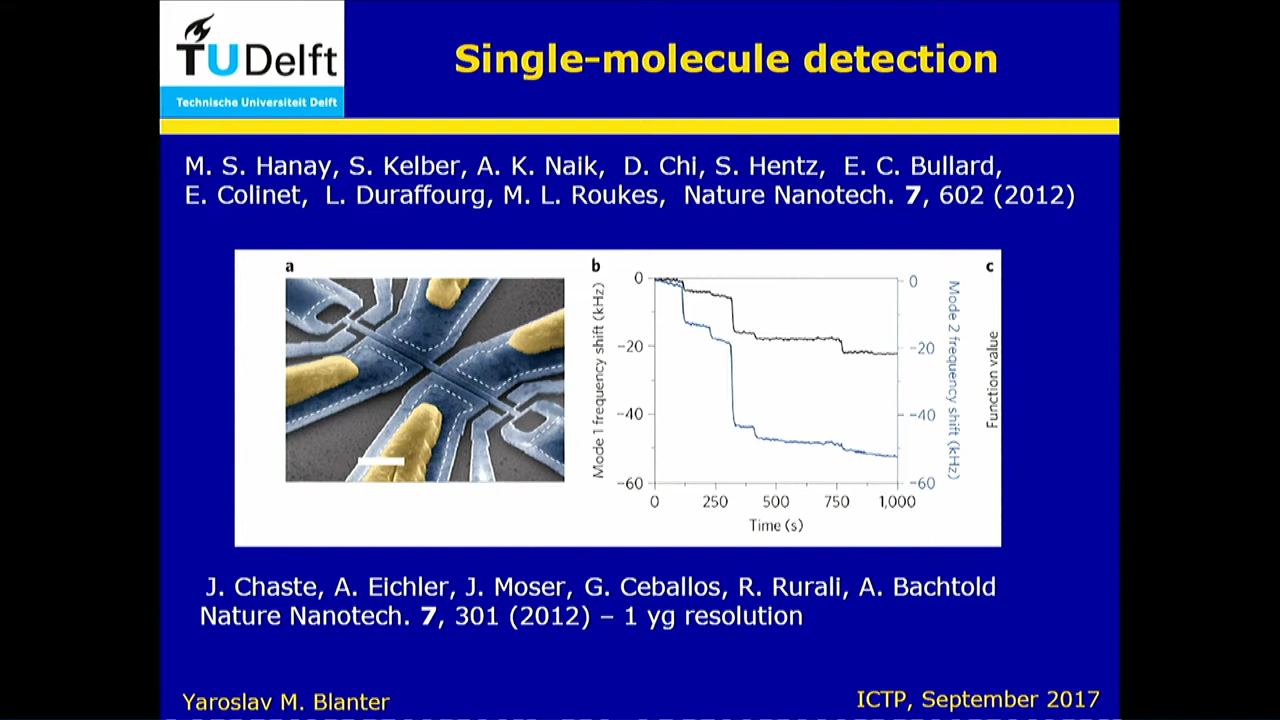 TU Delft
Technische Universiteit Delft
Single-molecule detection
M. S. Hanay, S. Kelber, A. K. Naik, D. Chi, S. Hentz, E. C. Bullard,
E. Colinet, L. Duraffourg, M. L. Roukes, Nature Nanotech. 7, 602 (2012)
a
b
c
Mode 1 frequency shift (kHz)
0
−20
−40
−60
0
−20
−40
−60
Mode 2 frequency shift (kHz)
Function value
0 250 500 750 1,000
Time (s)
J. Chaste, A. Eichler, J. Moser, G. Ceballos, R. Rurali, A. Bachtold
Nature Nanotech. 7, 301 (2012) – 1 yg resolution
Yaroslav M. Blanter
ICTP, September 2017